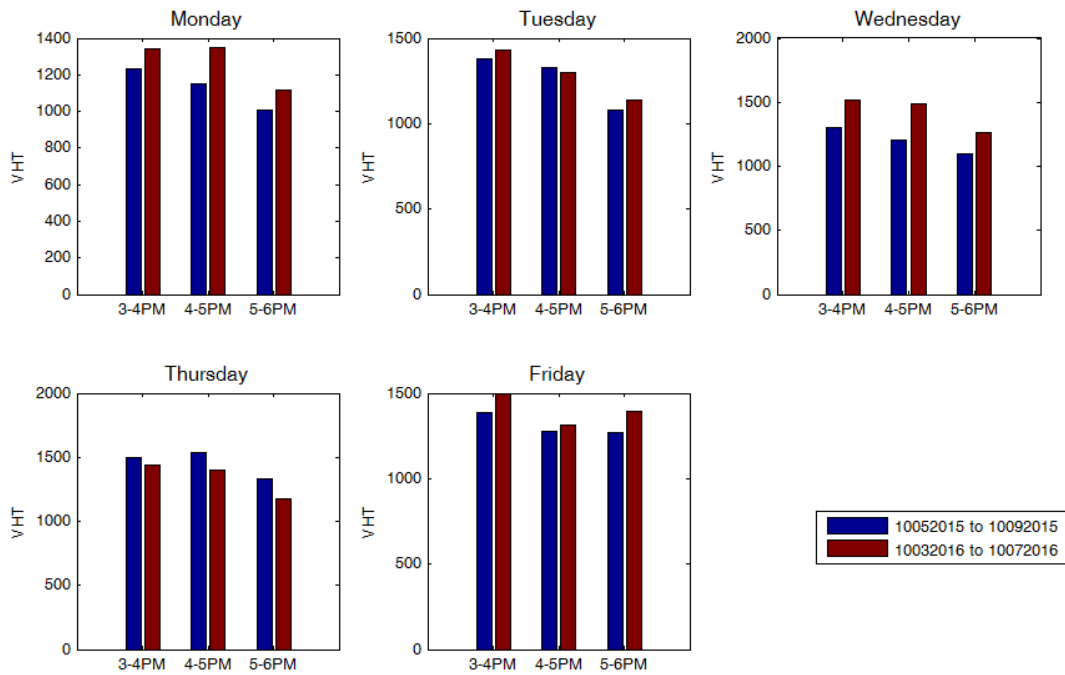 Monday
1400
1200
1000
800
600
400
200
0
VHT
3-4PM 4-5PM 5-6PM
Tuesday
1500
1000
500
0
VHT
3-4PM 4-5PM 5-6PM
Wednesday
2000
1500
1000
500
0
VHT
3-4PM 4-5PM 5-6PM
Thursday
2000
1500
1000
500
0
VHT
3-4PM 4-5PM 5-6PM
Friday
1500
1000
500
0
VHT
3-4PM 4-5PM 5-6PM
10052015 to 10092015
10032016 to 10072016